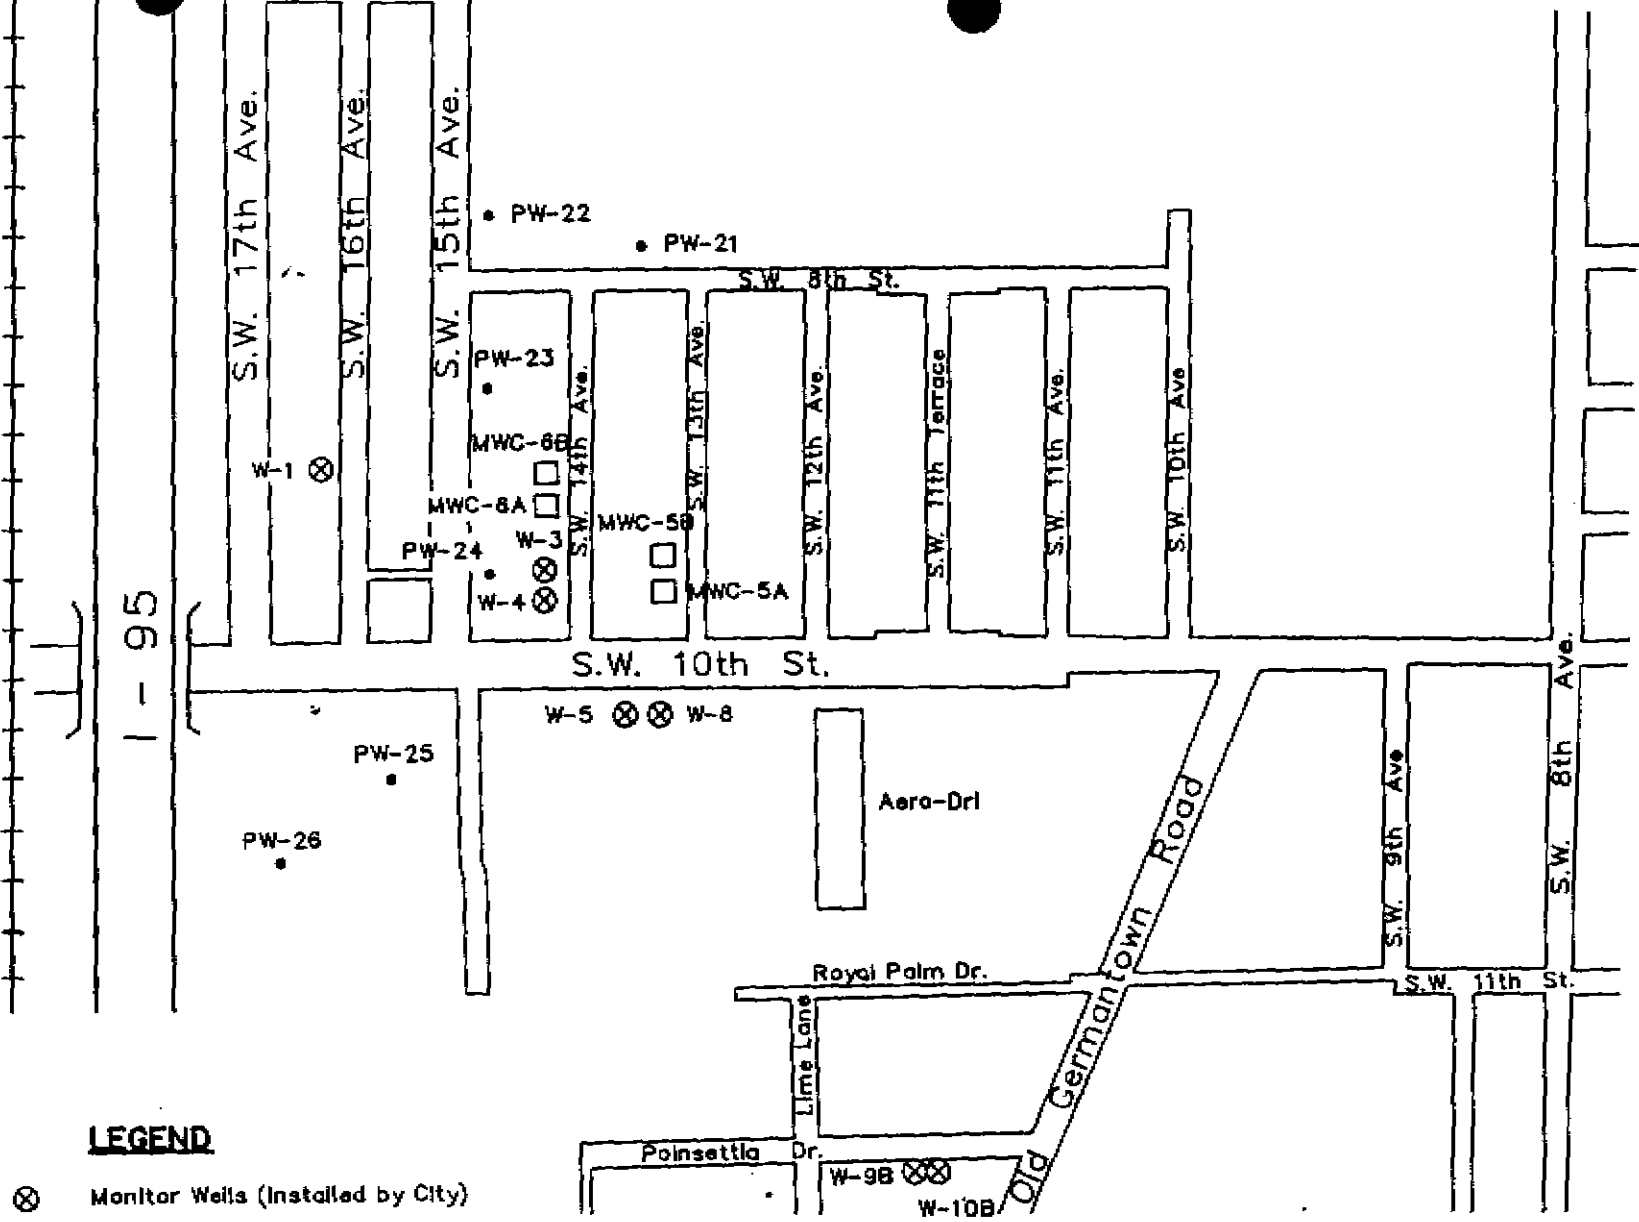 S.W. 17th Ave.
S.W. 16th Ave.
S.W. 15th Ave.
PW-22
PW-21
S.W. 8th St.
PW-23
MWC-6B
W-1
MWC-6A
MWC-5B
W-3
PW-24
W-4
MWC-5A
S.W. 14th Ave.
S.W. 13th Ave.
S.W. 12th Ave.
S.W. 11th Terrace
S.W. 11th Ave.
S.W. 10th Ave
I-95
S.W. 10th St.
W-5
W-8
PW-25
PW-26
Aero-Dri
Old Germantown Road
S.W. 9th Ave
S.W. 8th Ave.
Royal Palm Dr.
S.W. 11th St.
Lime Lane
Poinsettia Dr.
W-9B
W-10B
LEGEND
Monitor Wells (Installed by City)